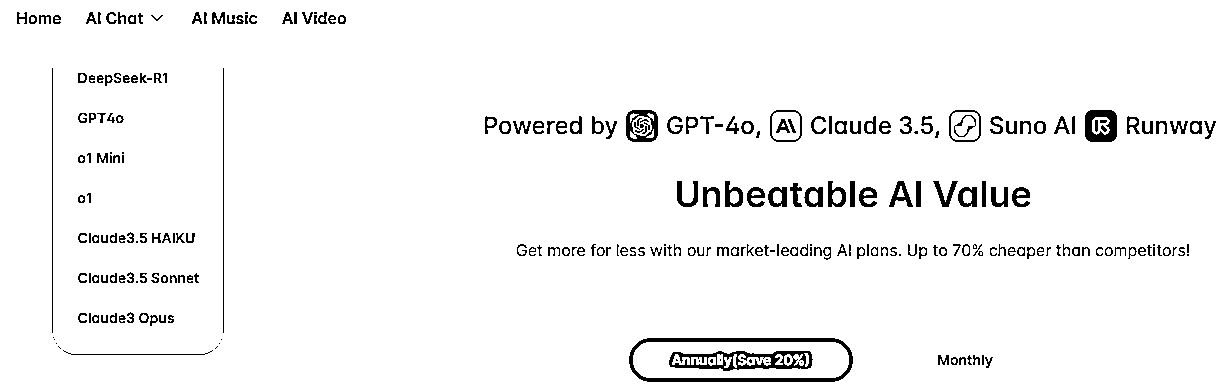 Home AI Chat AI Music AI Video
DeepSeek-R1
GPT4o
o1 Mini
o1
Claude3.5 HAIKU
Claude3.5 Sonnet
Claude3 Opus
Powered by GPT-4o, Claude 3.5, Suno AI Runway
Unbeatable AI Value
Get more for less with our market-leading AI plans. Up to 70% cheaper than competitors!
Annually(Save 20%) Monthly